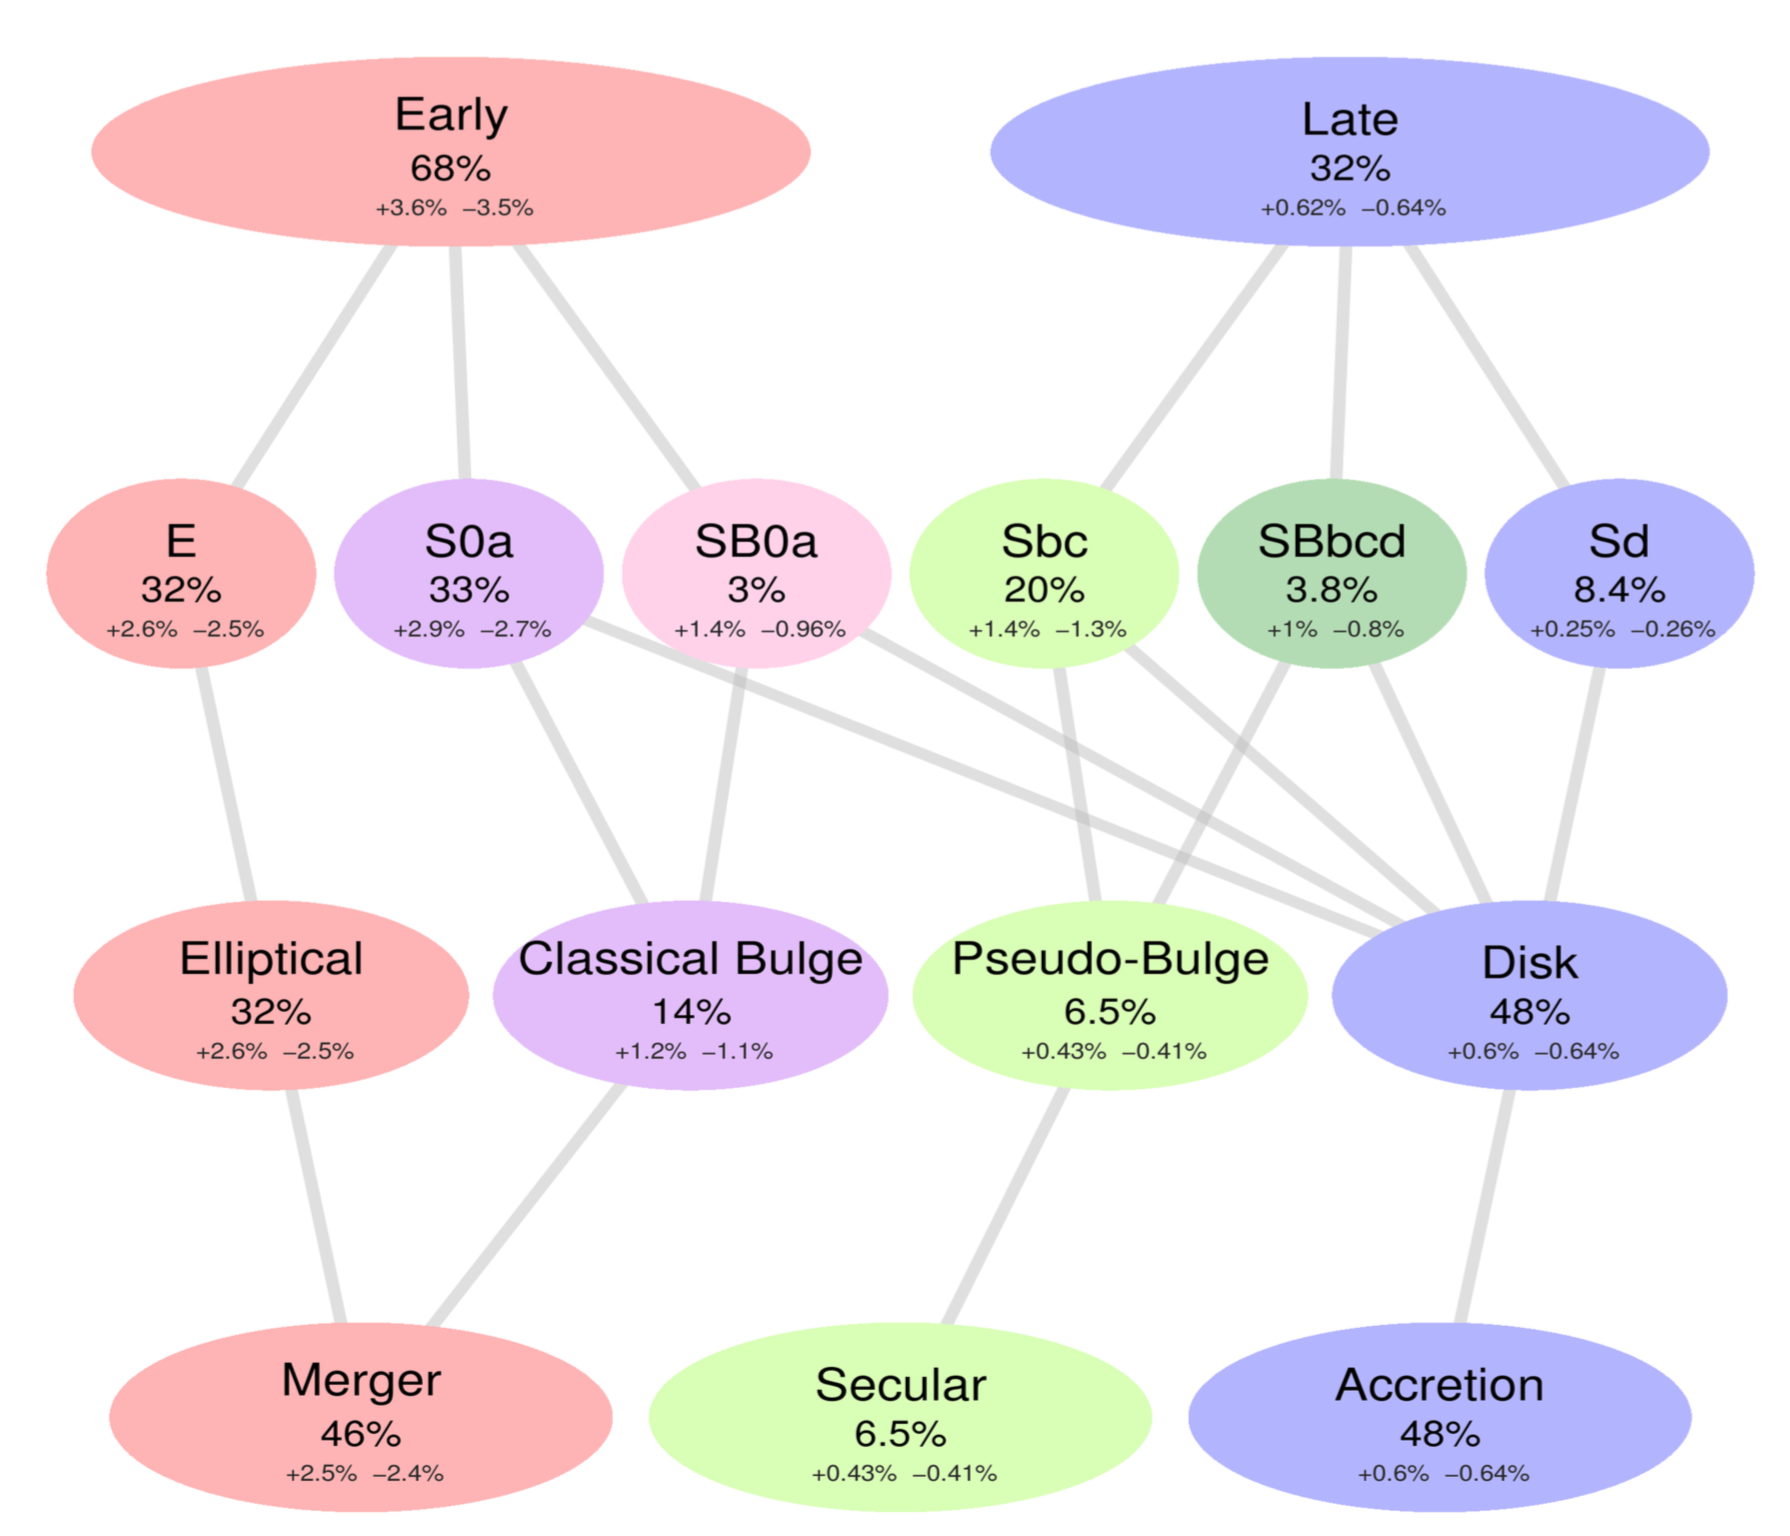 Early
68%
+3.6% −3.5%
Late
32%
+0.62% −0.64%
E
32%
+2.6% −2.5%
S0a
33%
+2.9% −2.7%
SB0a
3%
+1.4% −0.96%
Sbc
20%
+1.4% −1.3%
SBbcd
3.8%
+1% −0.8%
Sd
8.4%
+0.25% −0.26%
Elliptical
32%
+2.6% −2.5%
Classical Bulge
14%
+1.2% −1.1%
Pseudo-Bulge
6.5%
+0.43% −0.41%
Disk
48%
+0.6% −0.64%
Merger
46%
+2.5% −2.4%
Secular
6.5%
+0.43% −0.41%
Accretion
48%
+0.6% −0.64%